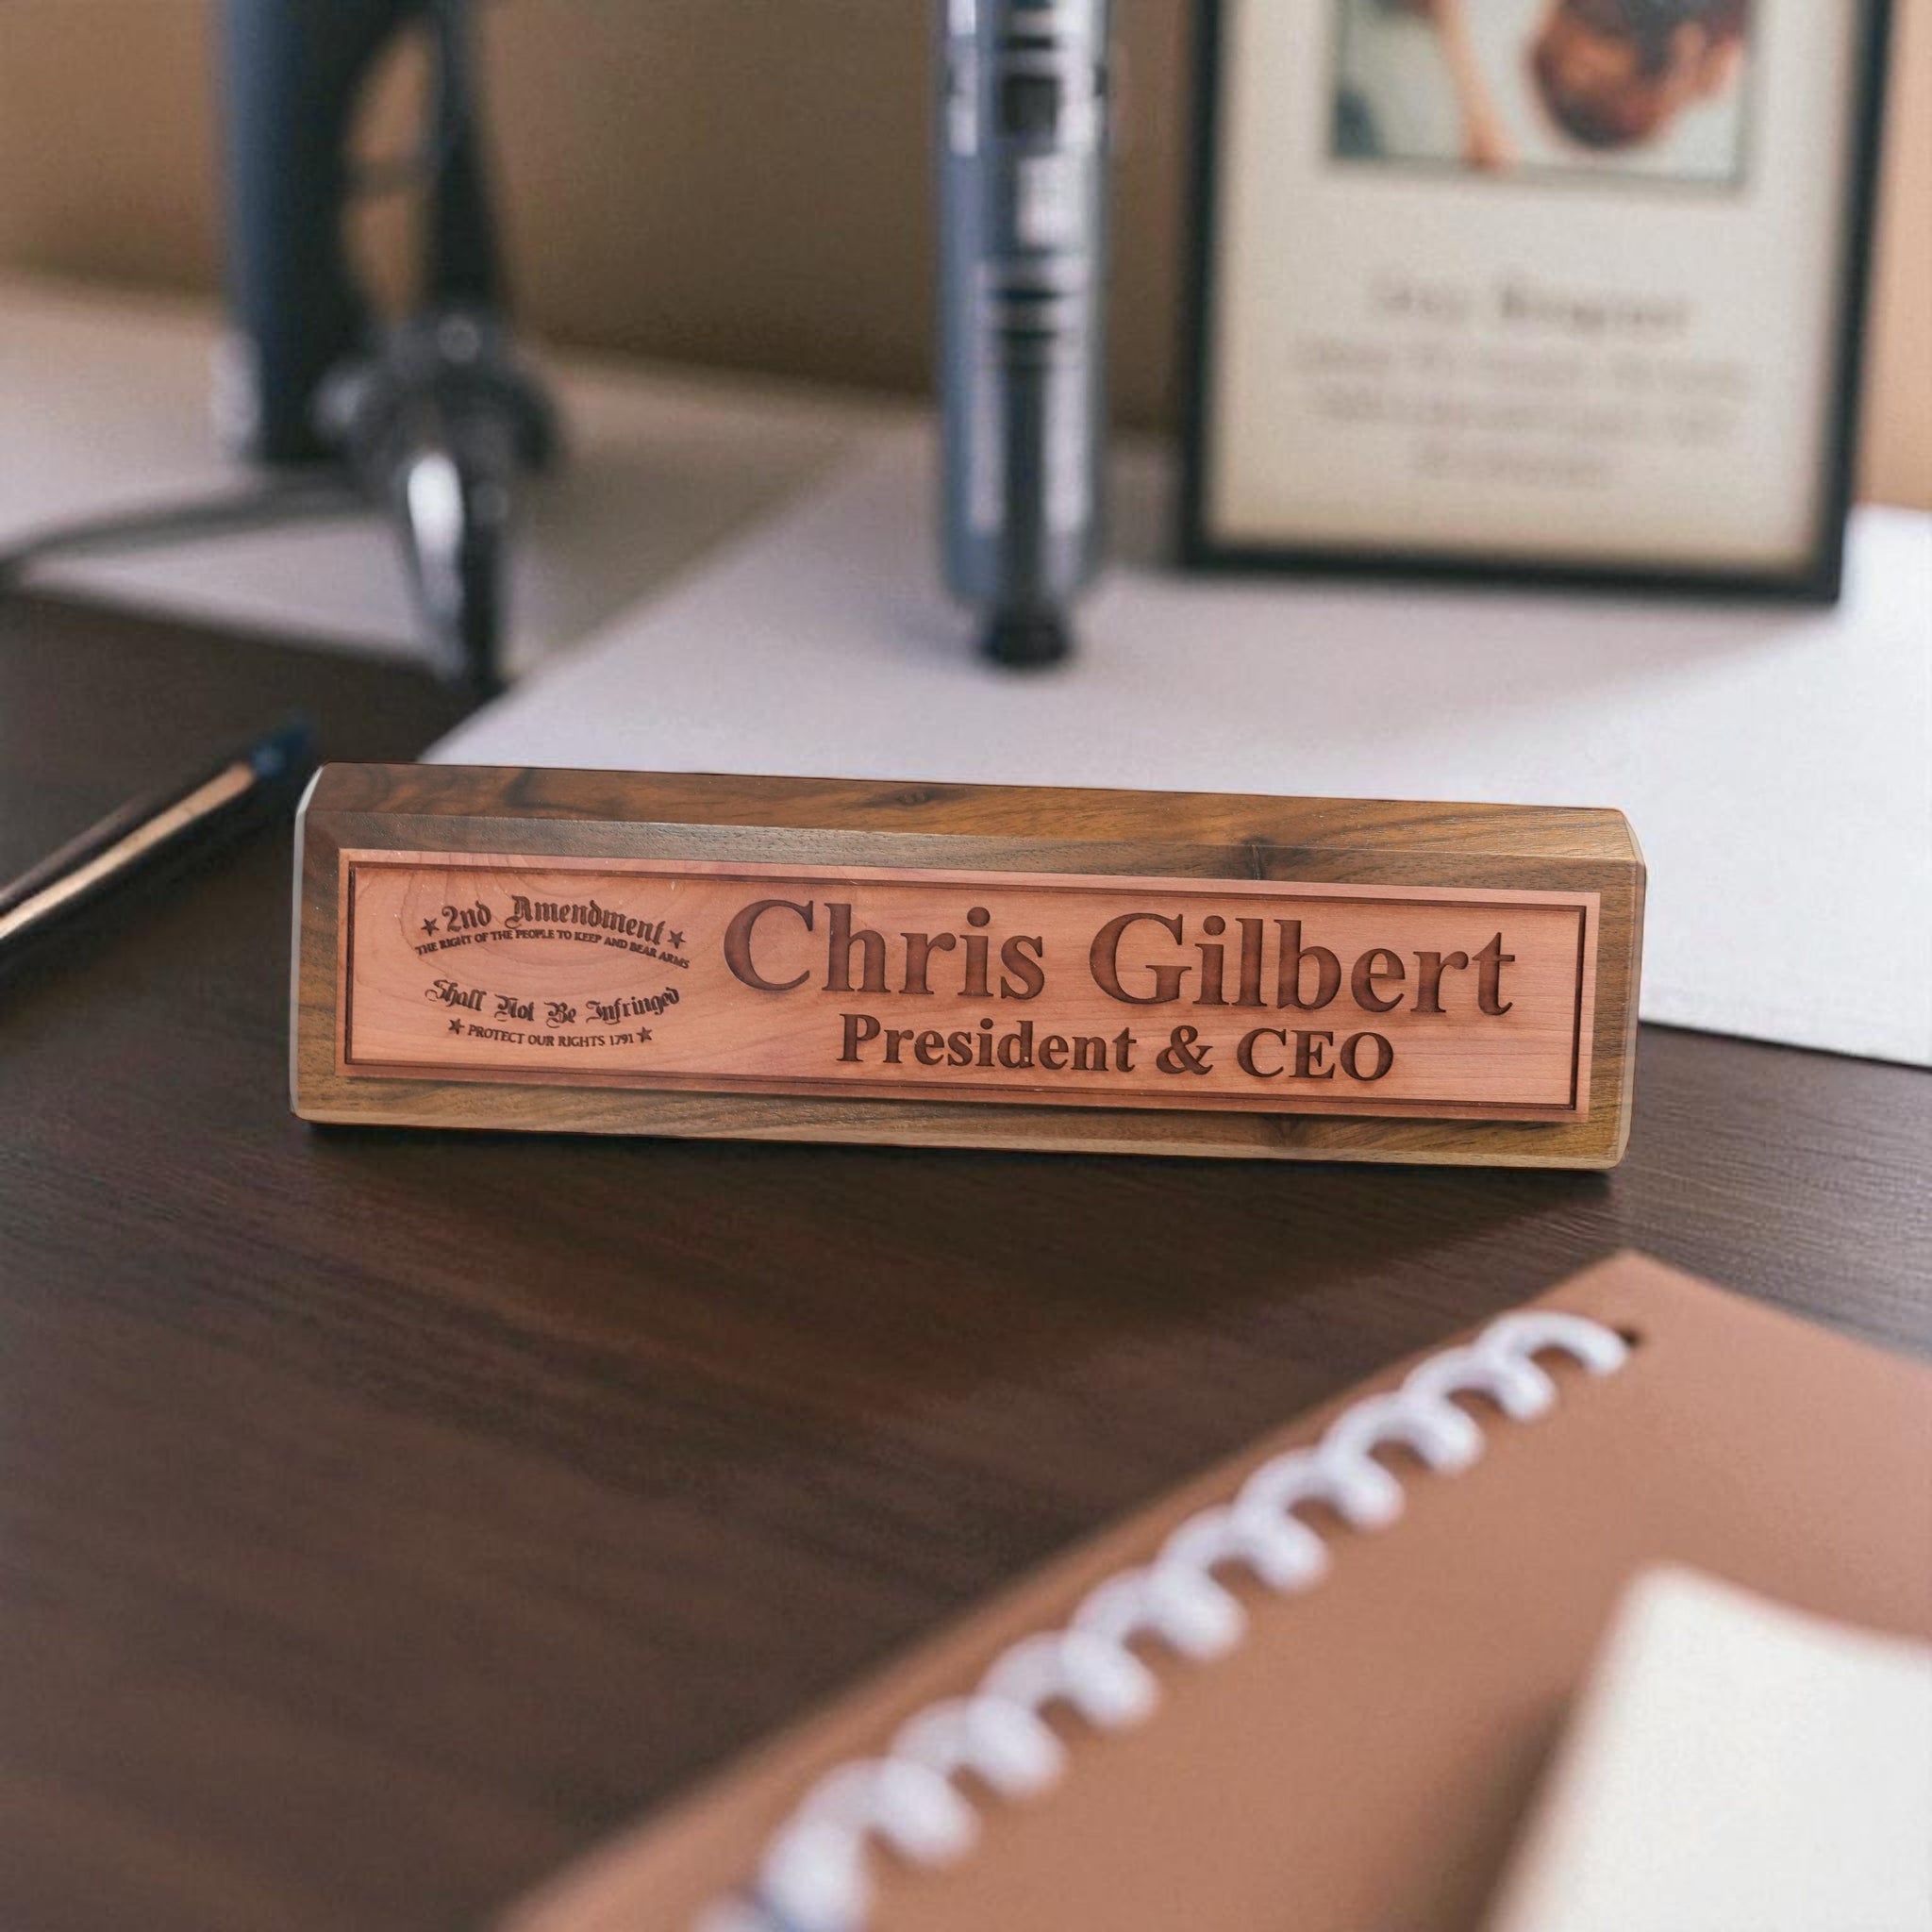 2nd Amendment
THE RIGHT OF THE PEOPLE TO KEEP AND BEAR ARMS
Shall Not Be Infringed
PROTECT OUR RIGHTS 1791
Chris Gilbert
President & CEO